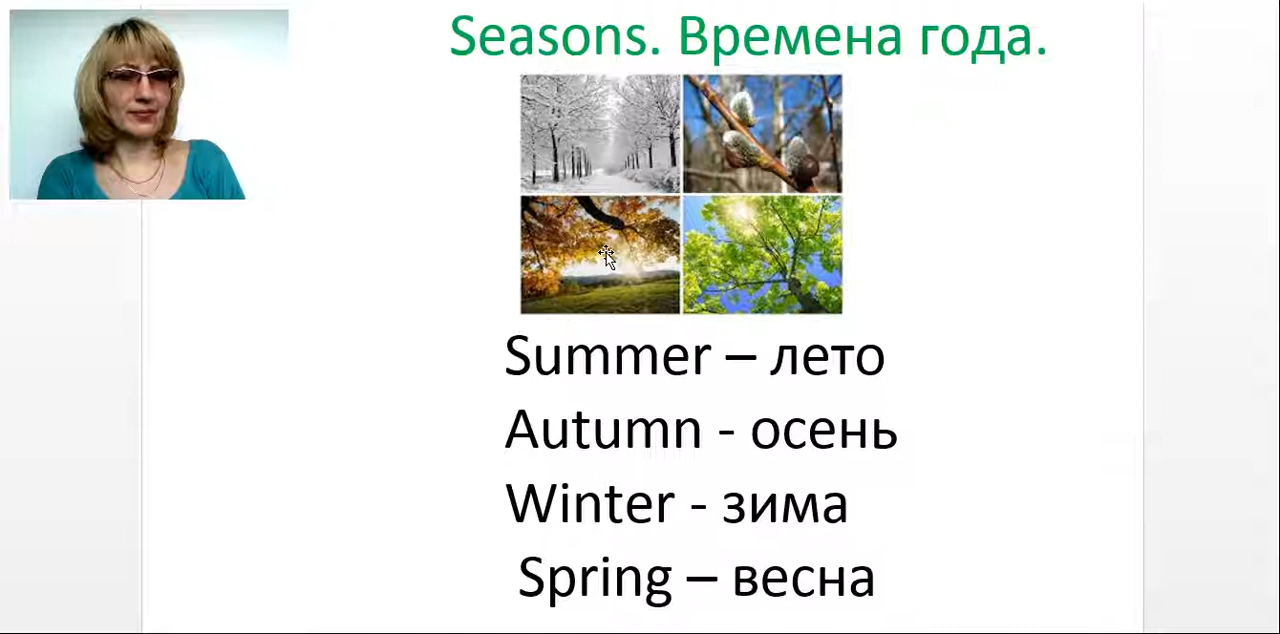 Seasons. Времена года.
Summer – лето
Autumn - осень
Winter - зима
Spring – весна